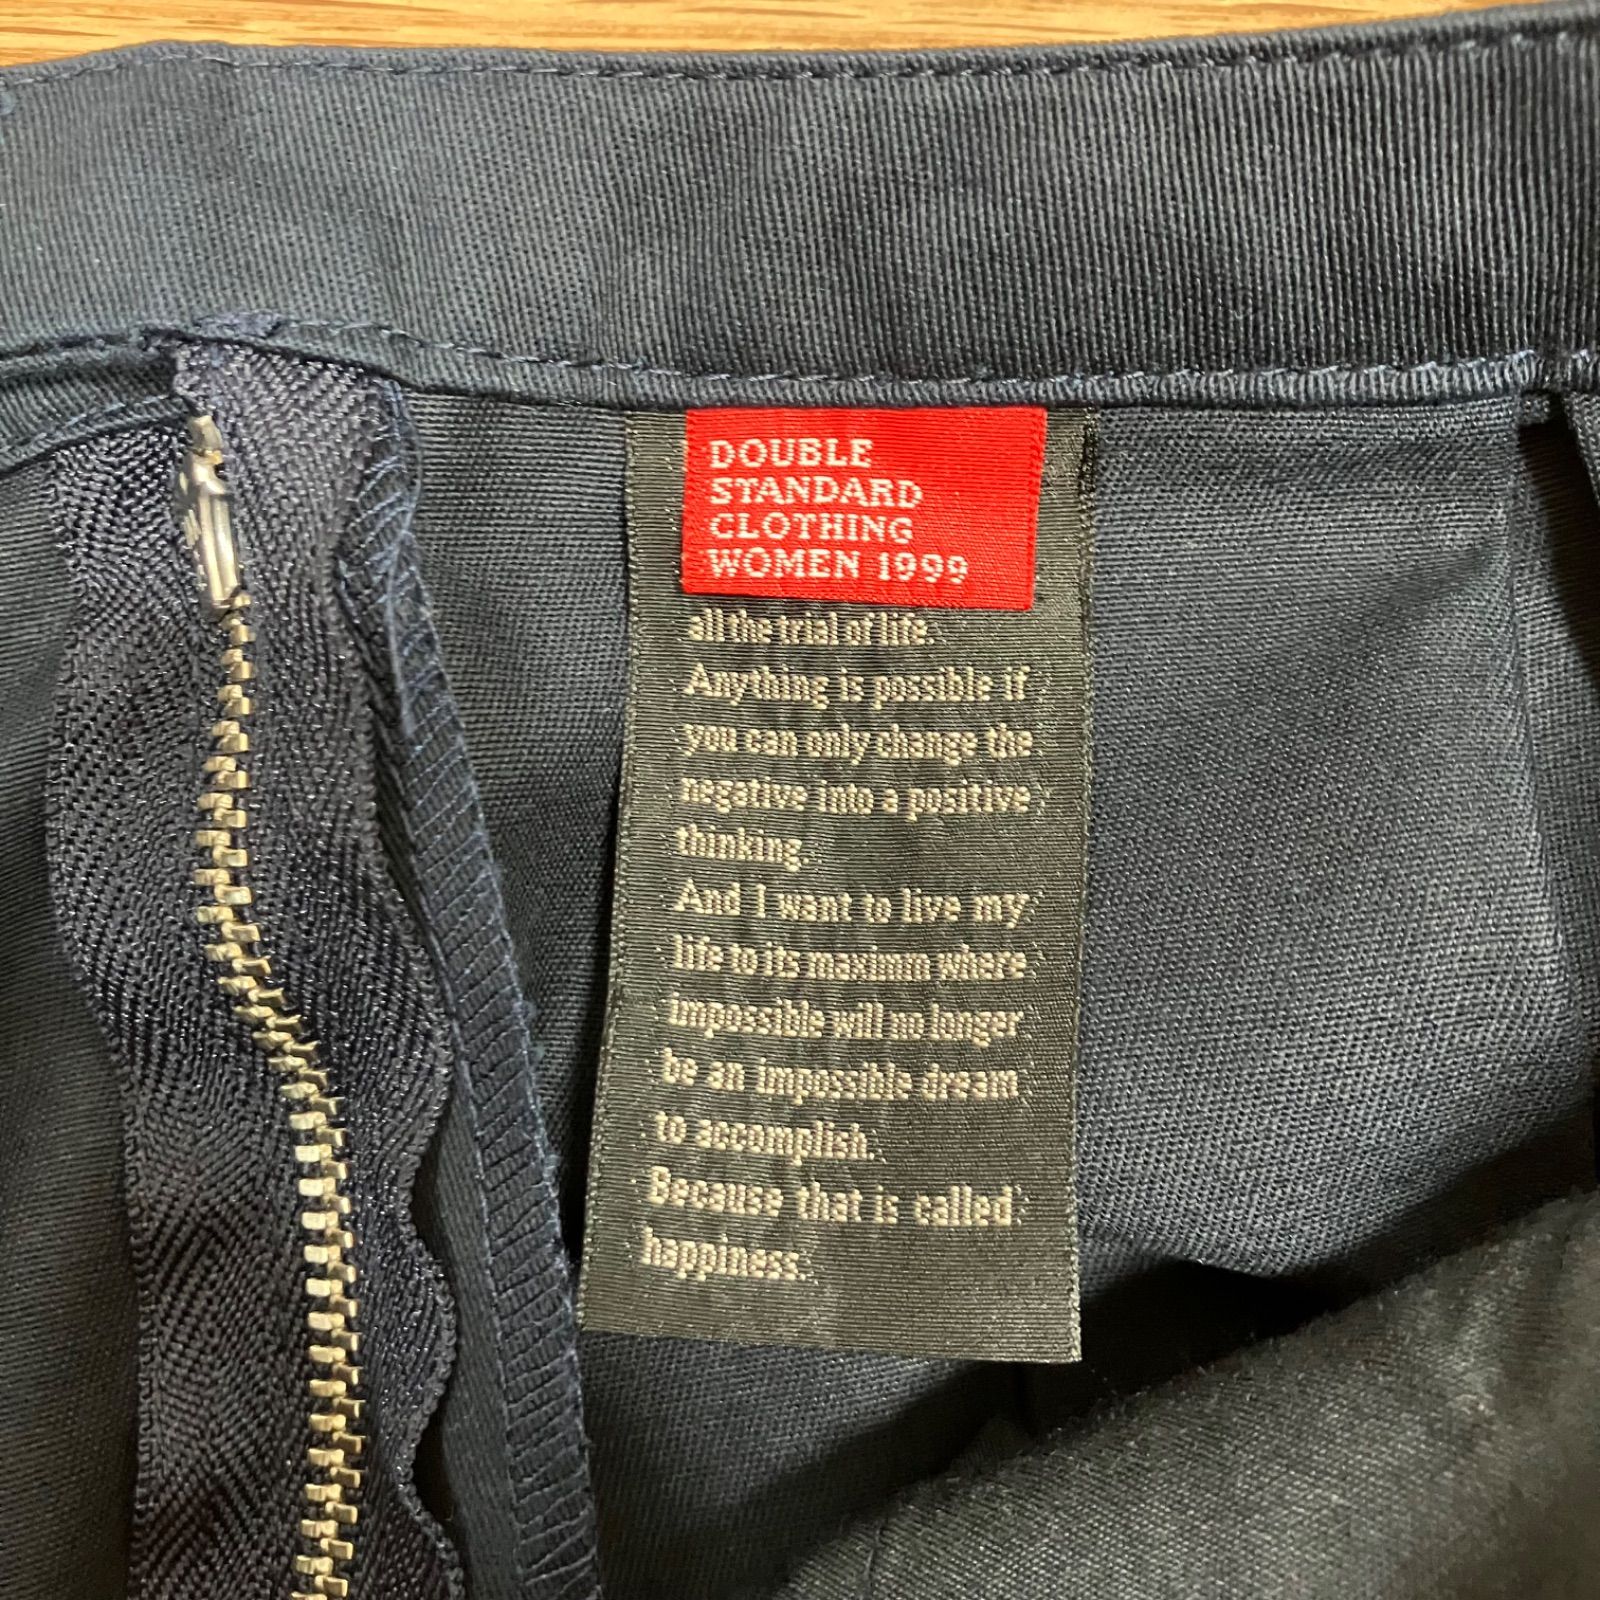 DOUBLE
STANDARD
CLOTHING
WOMEN 1999
all the trial of life.
Anything is possible if
you can only change the
negative into a positive
thinking.
And I want to live my
life to its maximm where
impossible will no longer
be an impossible dream
to accomplish.
Because that is called
happiness.